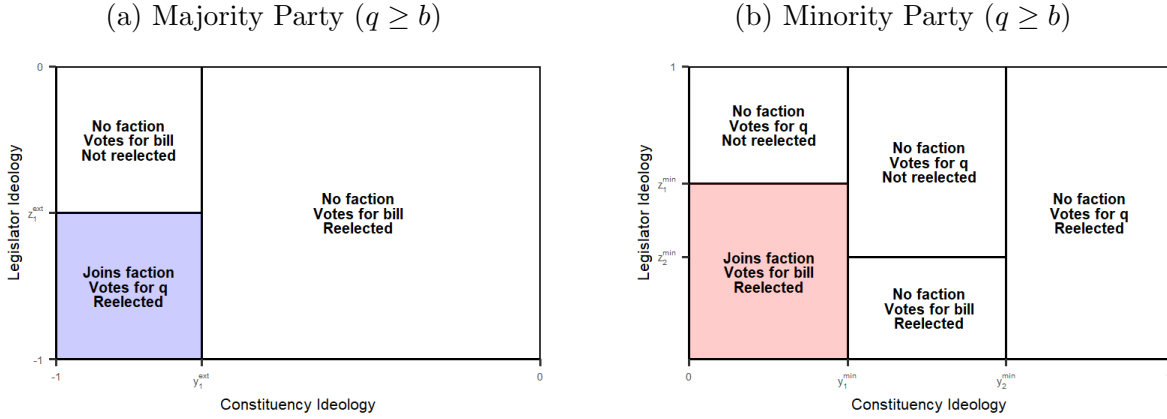 (a) Majority Party (q ≥ b)
0
No faction
Votes for bill
Not reelected
No faction
Votes for bill
Reelected
z₁ᵉˣᵗ
Joins faction
Votes for q
Reelected
-1
-1
y₁ᵉˣᵗ
0
Legislator Ideology
Constituency Ideology
(b) Minority Party (q ≥ b)
1
No faction
Votes for q
Not reelected
No faction
Votes for q
Not reelected
No faction
Votes for q
Reelected
z₁ᵐⁱⁿ
z₂ᵐⁱⁿ
Joins faction
Votes for bill
Reelected
No faction
Votes for bill
Reelected
0
y₁ᵐⁱⁿ
y₂ᵐⁱⁿ
Legislator Ideology
Constituency Ideology